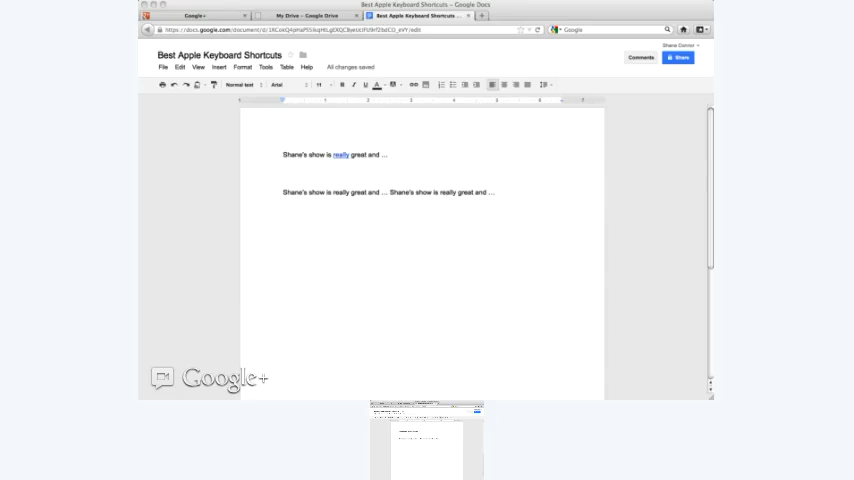 Best Apple Keyboard Shortcuts – Google Docs
Google+
My Drive – Google Drive
Best Apple Keyboard Shortcuts ...
Google
Best Apple Keyboard Shortcuts
Shane Connor
Comments
Share
File Edit View Insert Format Tools Table Help
All changes saved
Normal text
Arial
11
B I U A
Shane's show is really great and ...
Shane's show is really great and ... Shane's show is really great and ...
Google+